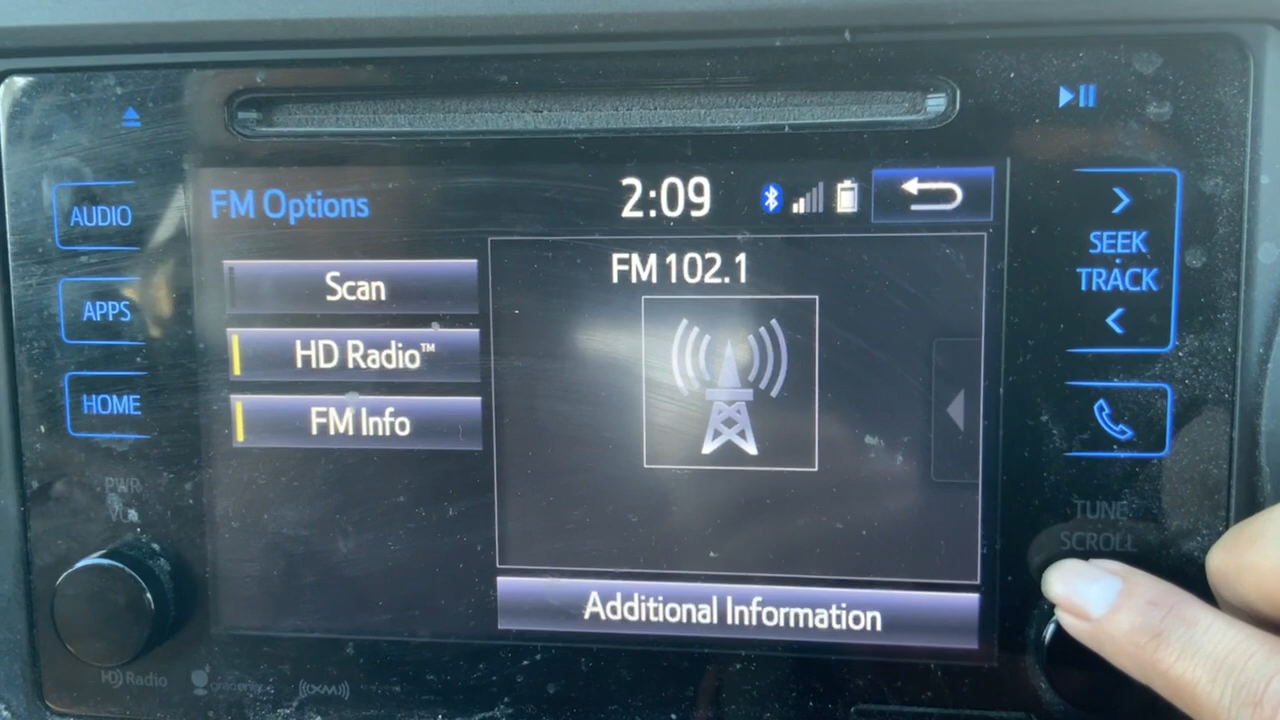 AUDIO
APPS
HOME
PWR
VOL
FM Options
2:09
Scan
HD Radio™
FM Info
FM 102.1
Additional Information
SEEK
TRACK
TUNE
SCROLL
HD Radio
((XM))